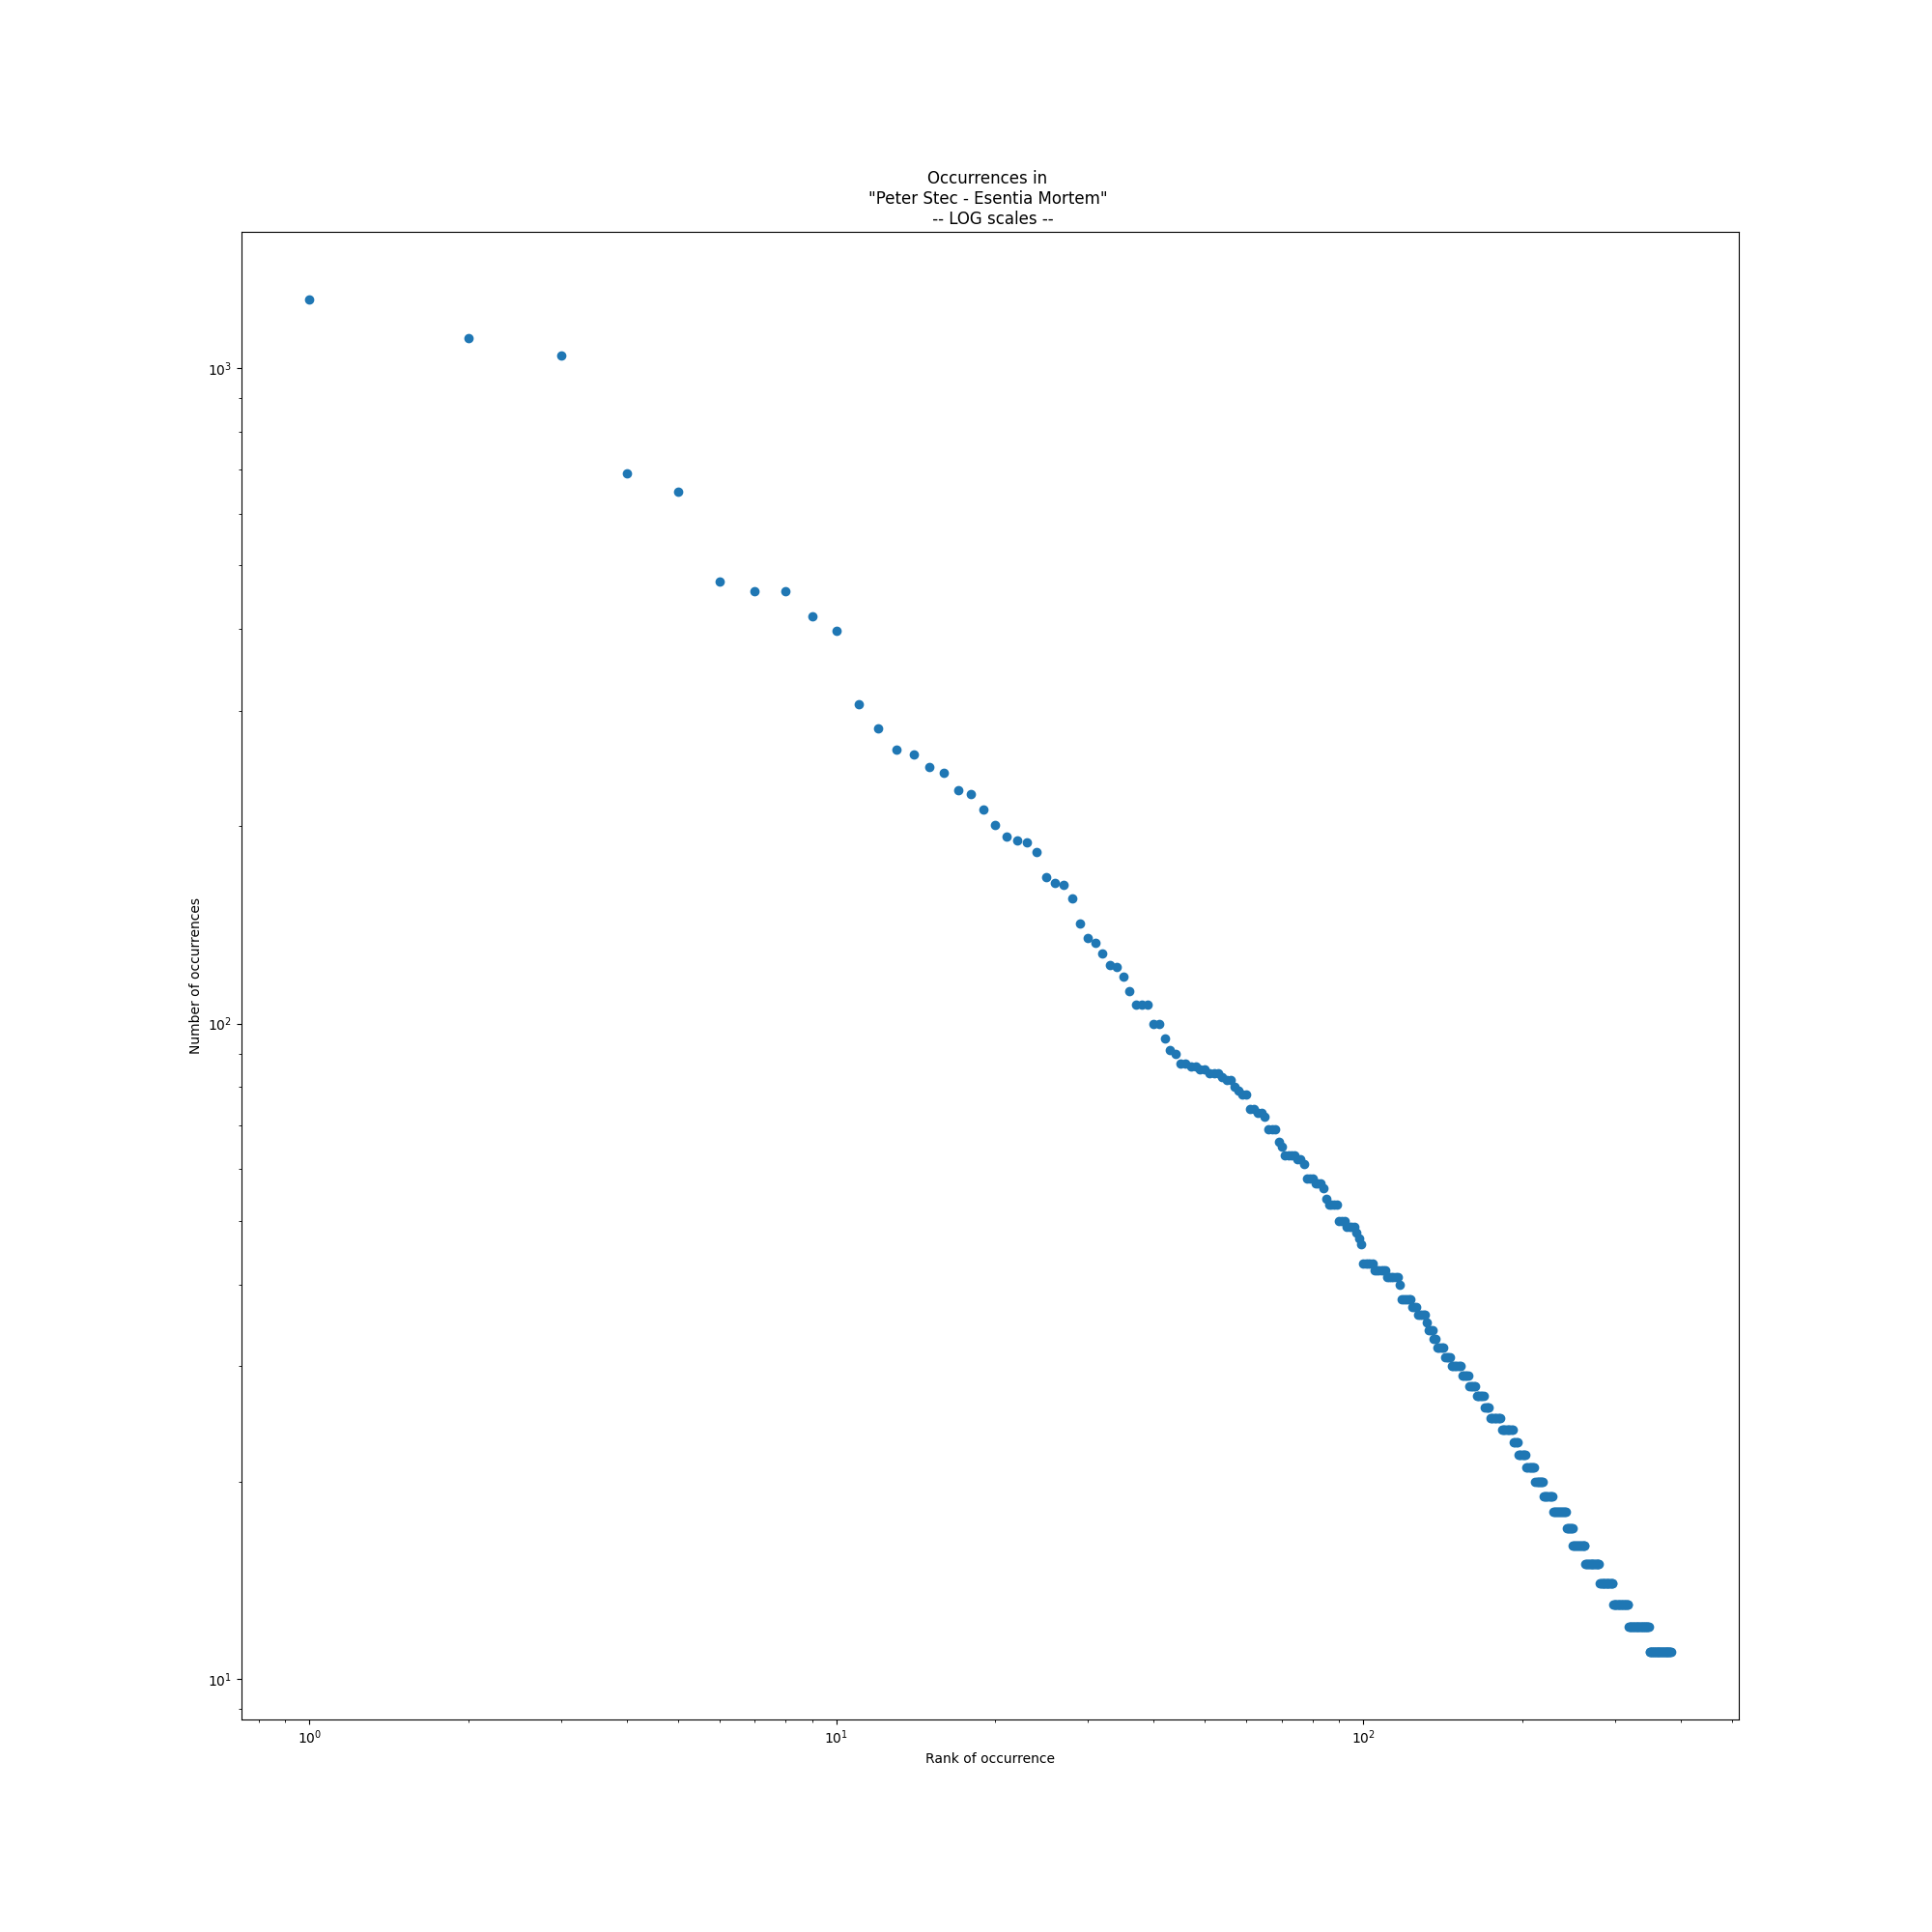 Occurrences in
"Peter Stec - Esentia Mortem"
-- LOG scales --
10³
10²
10¹
Number of occurrences
10⁰
10¹
10²
Rank of occurrence